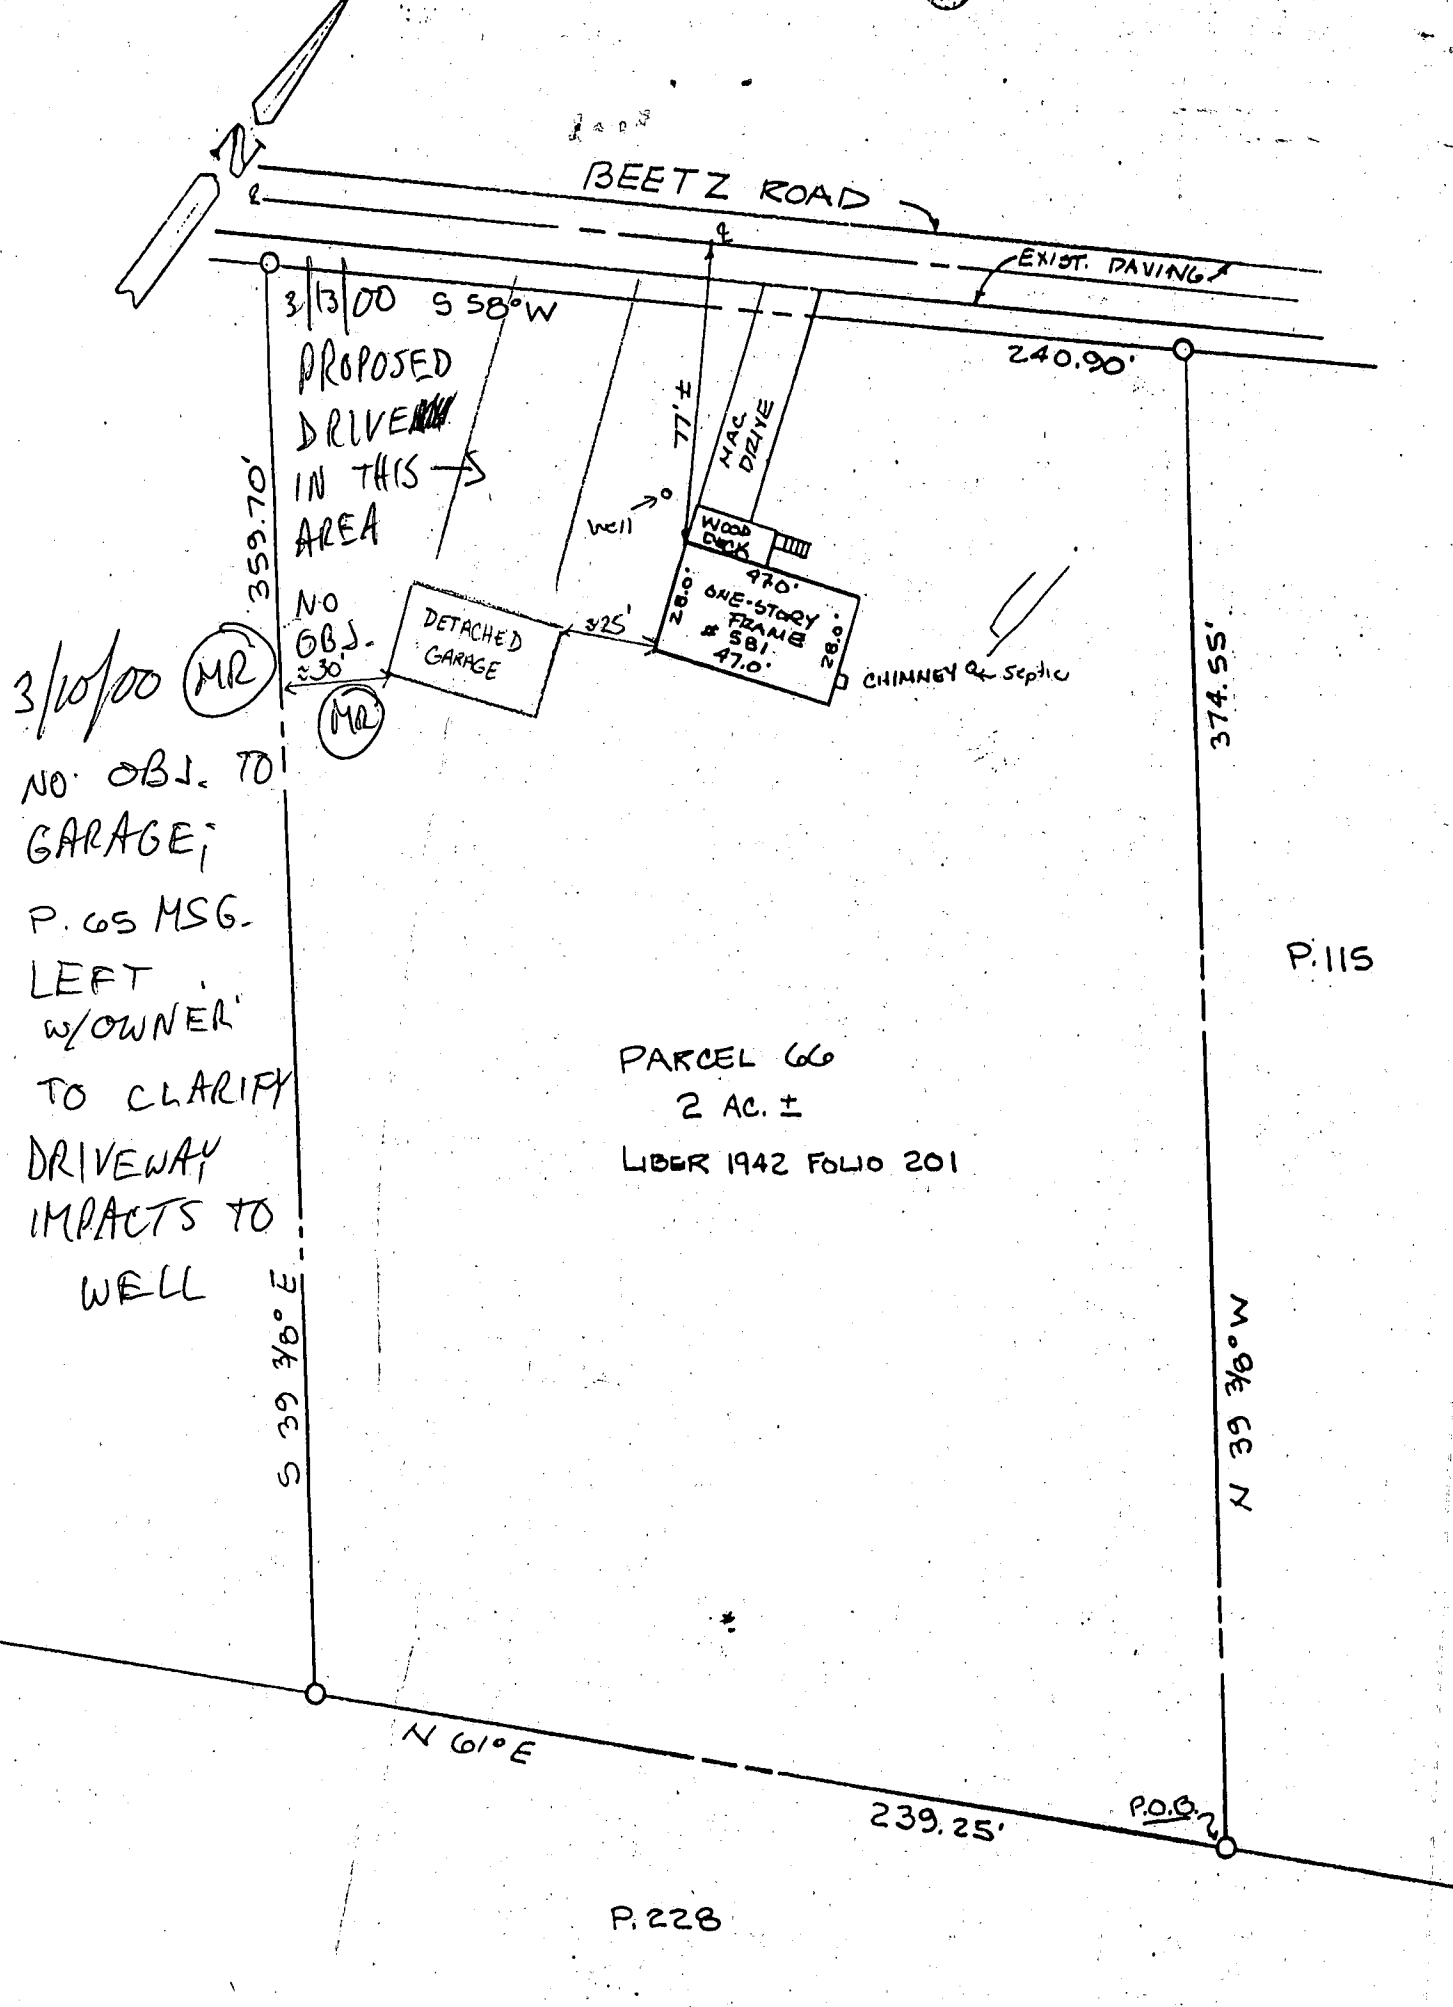 N
BEETZ ROAD
℄
℄
EXIST. PAVING
3/13/00
S 58° W
240.90'
PROPOSED
DRIVE
IN THIS →
AREA
NO
OBJ.
≈30'
MR
359.70'
77'±
MAC.
DRIVE
well
WOOD
DECK
47.0'
28.0'
ONE-STORY
FRAME
# 581
47.0'
28.0'
DETACHED
GARAGE
≈25'
CHIMNEY
septic
374.55'
3/10/00 MR
NO OBJ. TO
GARAGE;
P. 65 MSG.
LEFT
W/OWNER
TO CLARIFY
DRIVEWAY
IMPACTS TO
WELL
P.115
PARCEL 66
2 AC. ±
LIBER 1942 FOLIO 201
S 39 3/8° E
N 39 3/8° W
N 61° E
239.25'
P.O.B.
P. 228